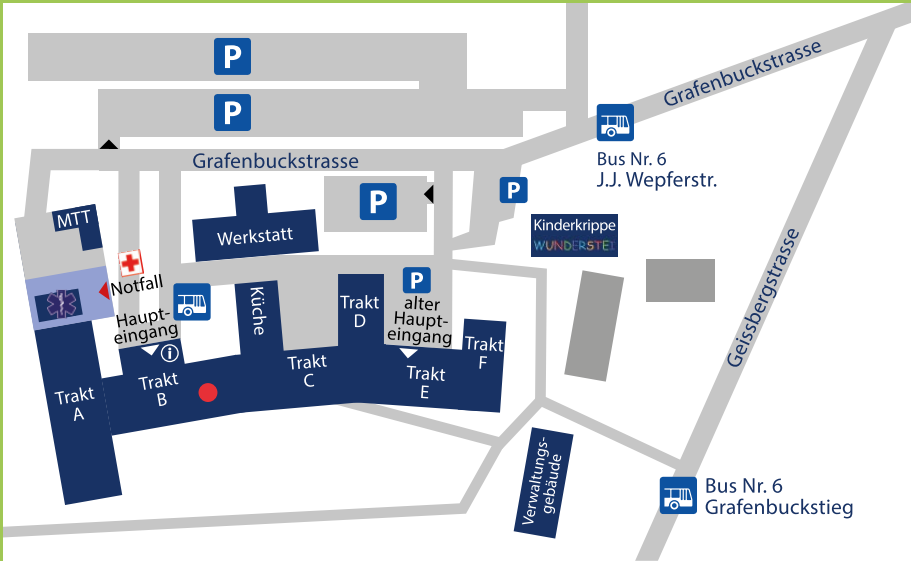 P
P
Grafenbuckstrasse
Grafenbuckstrasse
Bus Nr. 6
J.J. Wepferstr.
P
P
MTT
Werkstatt
Kinderkrippe
WUNDERSTEI
Notfall
P
alter
Haupt-
eingang
Haupt-
eingang
i
Küche
Trakt
D
Trakt
F
Trakt
C
Trakt
E
Trakt
B
Trakt
A
Geissbergstrasse
Verwaltungs-
gebäude
Bus Nr. 6
Grafenbuckstieg